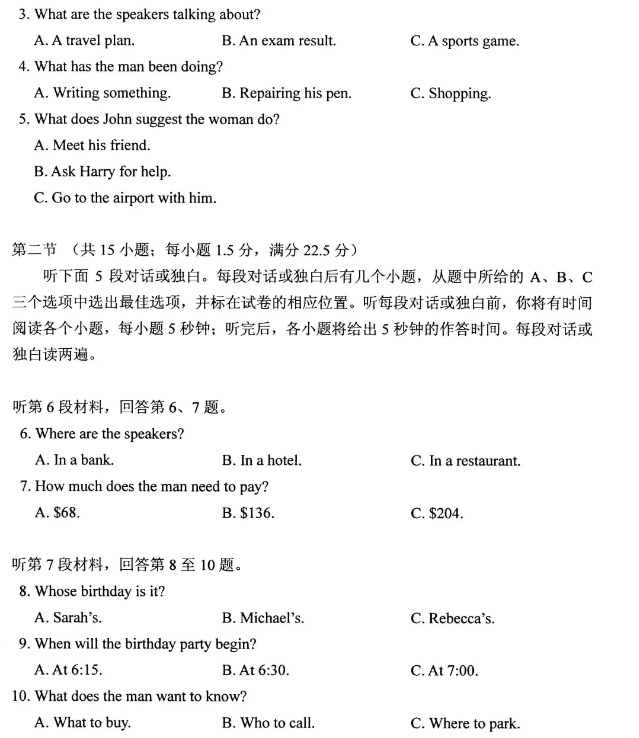 3. What are the speakers talking about?
A. A travel plan. B. An exam result. C. A sports game.
4. What has the man been doing?
A. Writing something. B. Repairing his pen. C. Shopping.
5. What does John suggest the woman do?
A. Meet his friend.
B. Ask Harry for help.
C. Go to the airport with him.
第二节 （共 15 小题；每小题 1.5 分，满分 22.5 分）
听下面 5 段对话或独白。每段对话或独白后有几个小题，从题中所给的 A、B、C
三个选项中选出最佳选项，并标在试卷的相应位置。听每段对话或独白前，你将有时间
阅读各个小题，每小题 5 秒钟；听完后，各小题将给出 5 秒钟的作答时间。每段对话或
独白读两遍。
听第 6 段材料，回答第 6、7 题。
6. Where are the speakers?
A. In a bank. B. In a hotel. C. In a restaurant.
7. How much does the man need to pay?
A. $68. B. $136. C. $204.
听第 7 段材料，回答第 8 至 10 题。
8. Whose birthday is it?
A. Sarah's. B. Michael's. C. Rebecca's.
9. When will the birthday party begin?
A. At 6:15. B. At 6:30. C. At 7:00.
10. What does the man want to know?
A. What to buy. B. Who to call. C. Where to park.